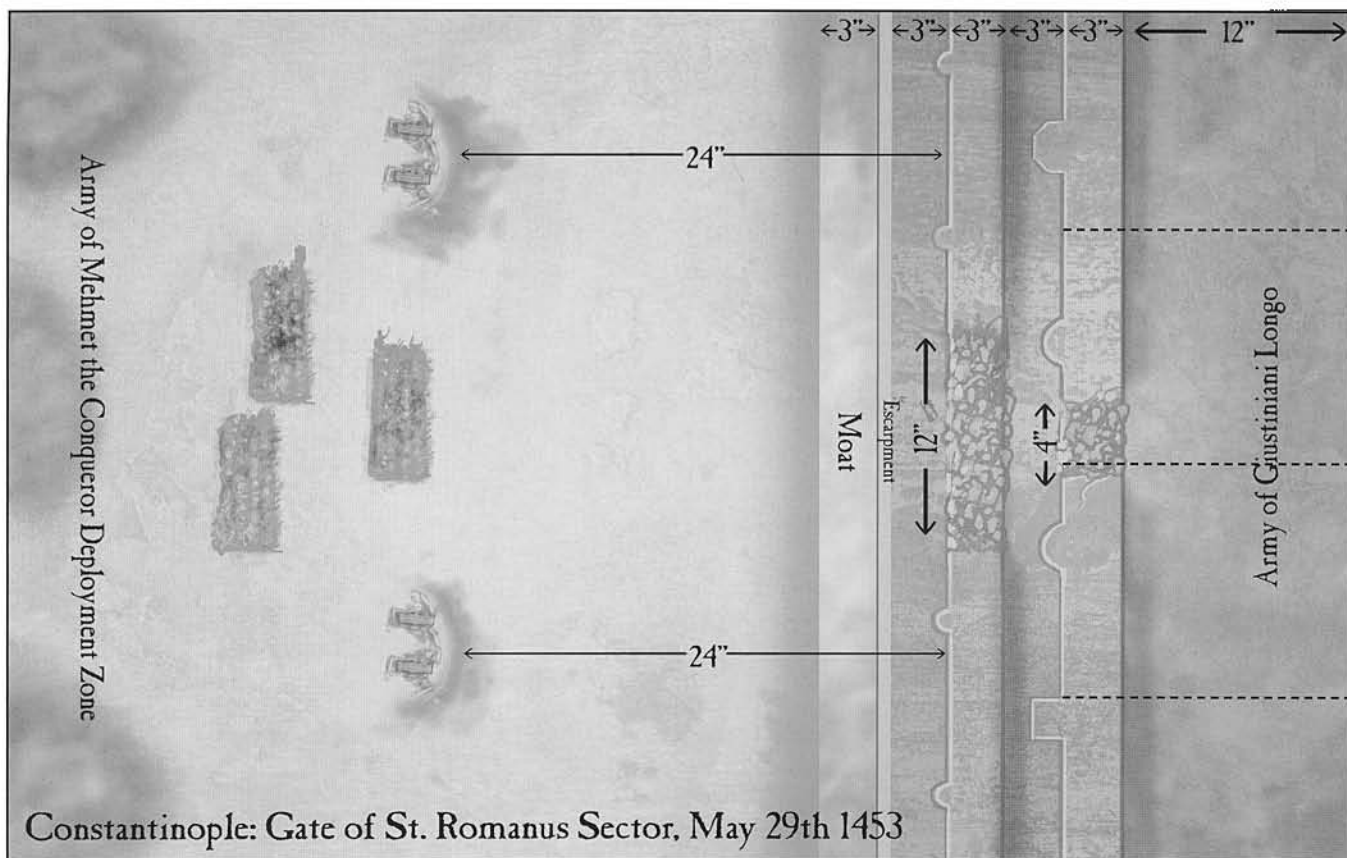 3"
3"
3"
3"
3"
12"
24"
Army of Mehmet the Conqueror Deployment Zone
Moat
Escarpment
12"
4"
Army of Giustiniani Longo
24"
Constantinople: Gate of St. Romanus Sector, May 29th 1453